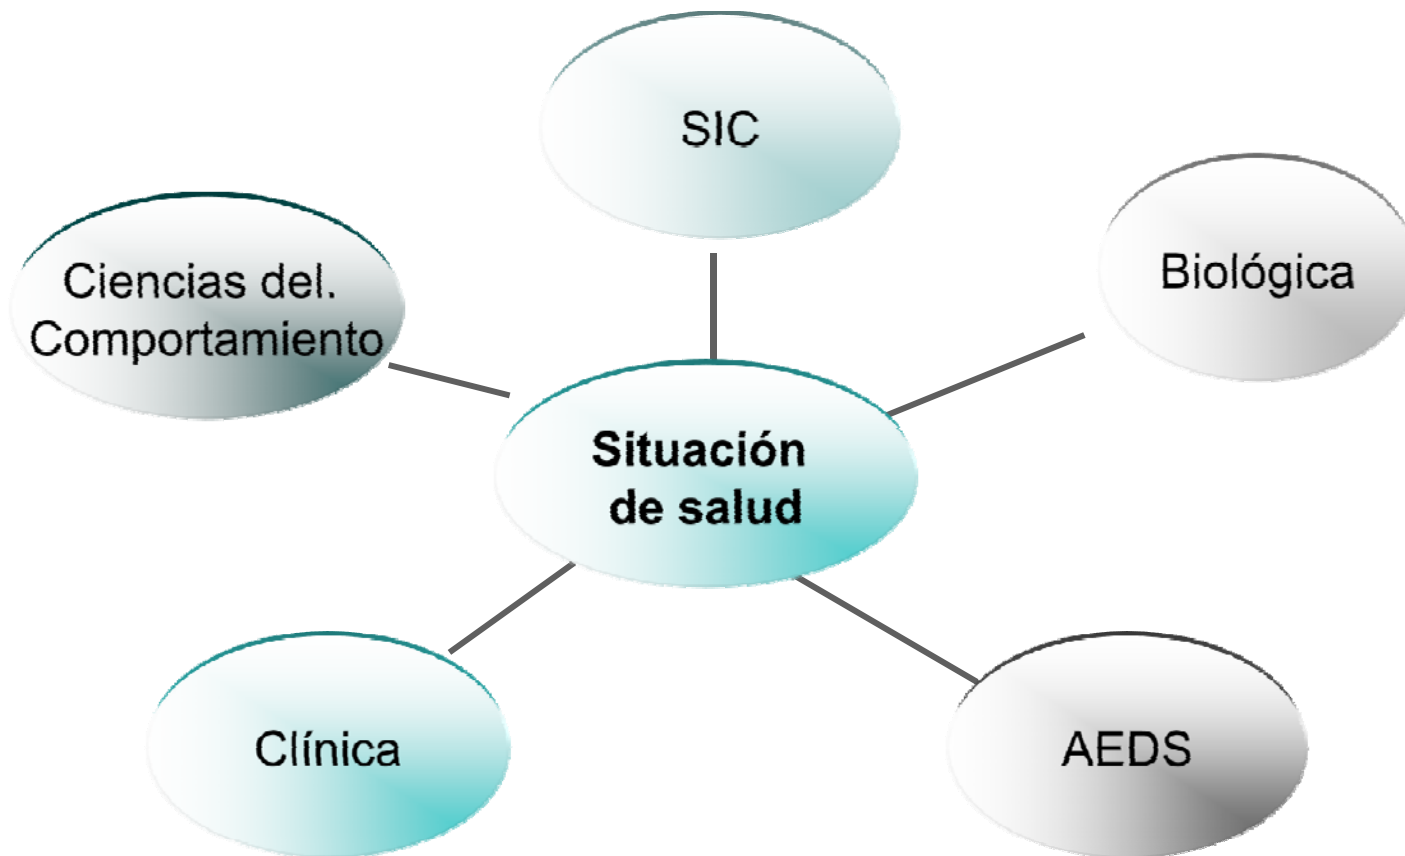 SIC
Biológica
Ciencias del.
Comportamiento
Situación
de salud
Clínica
AEDS